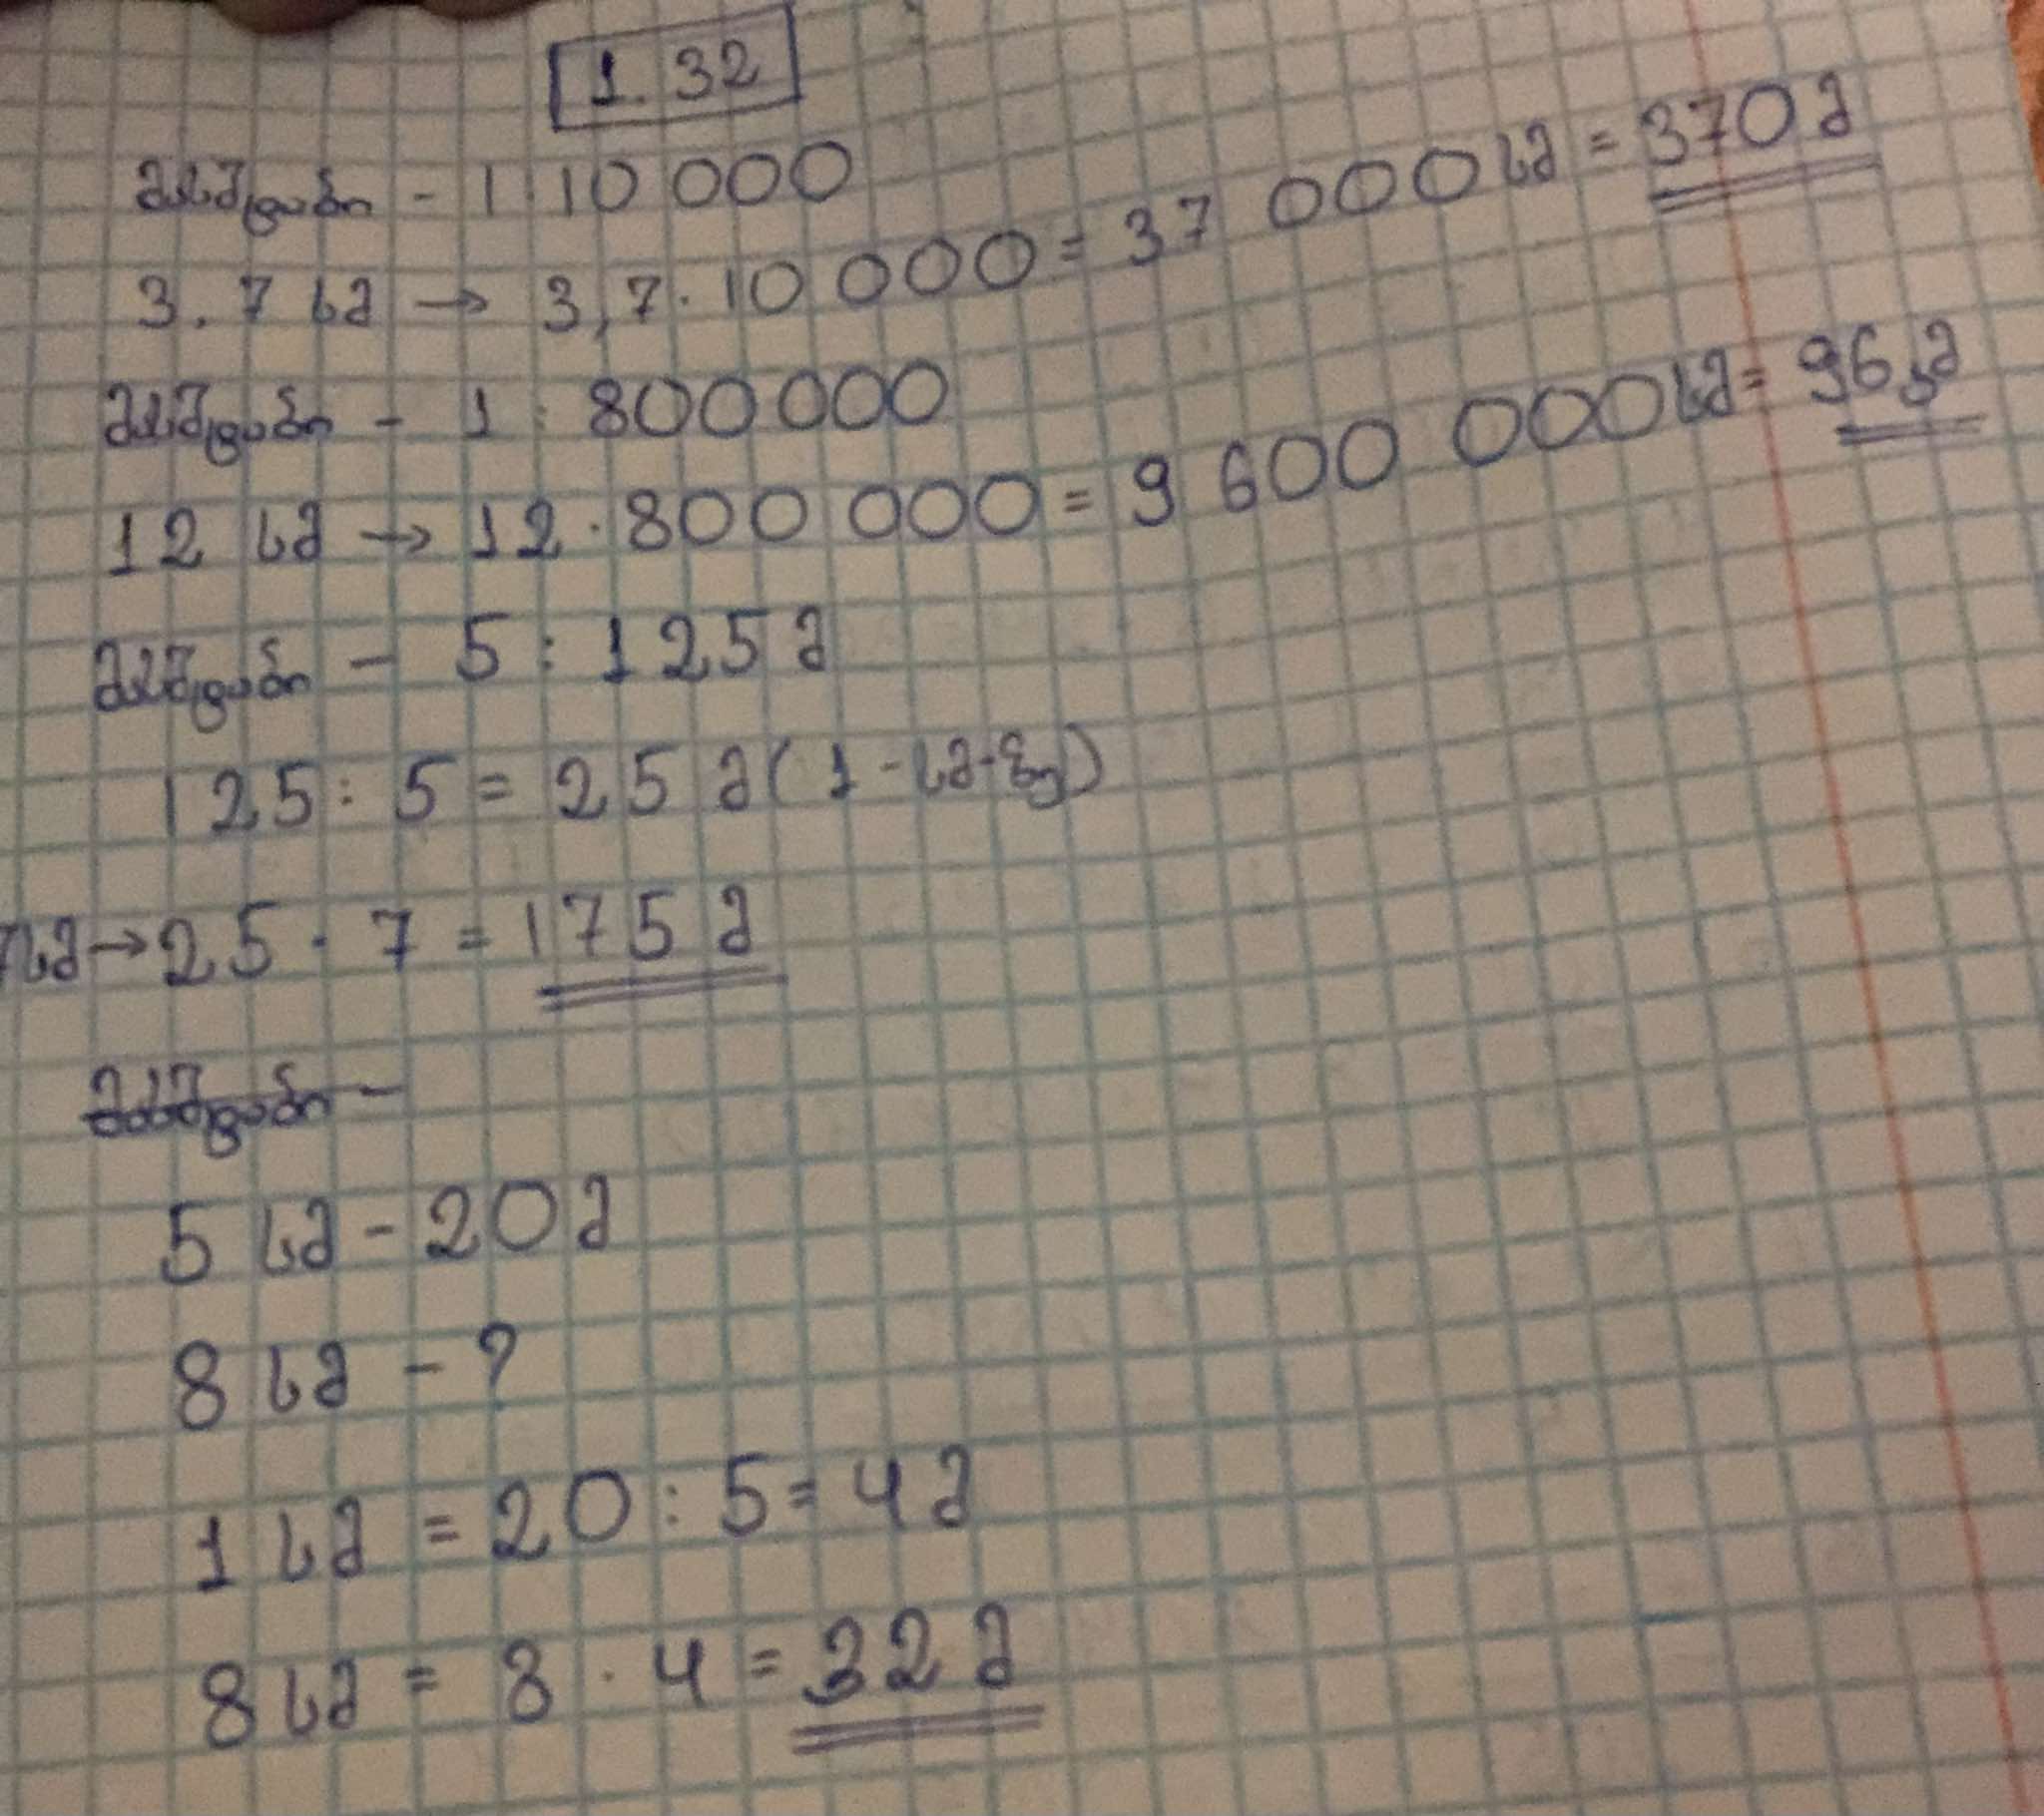 1.32
მასშტაბი - 1:10 000
3.7 სმ → 3,7·10 000 = 37 000 სმ = 370 მ
მასშტაბი - 1:800 000
12 სმ → 12·800 000 = 9 600 000 სმ = 96 კმ
მასშტაბი - 5:125 მ
125:5 = 25 მ (1-სმ-ზე)
7სმ → 25·7 = 175 მ
მასშტაბი -
5 სმ - 20 მ
8 სმ - ?
1 სმ = 20:5 = 4 მ
8 სმ = 8·4 = 32 მ